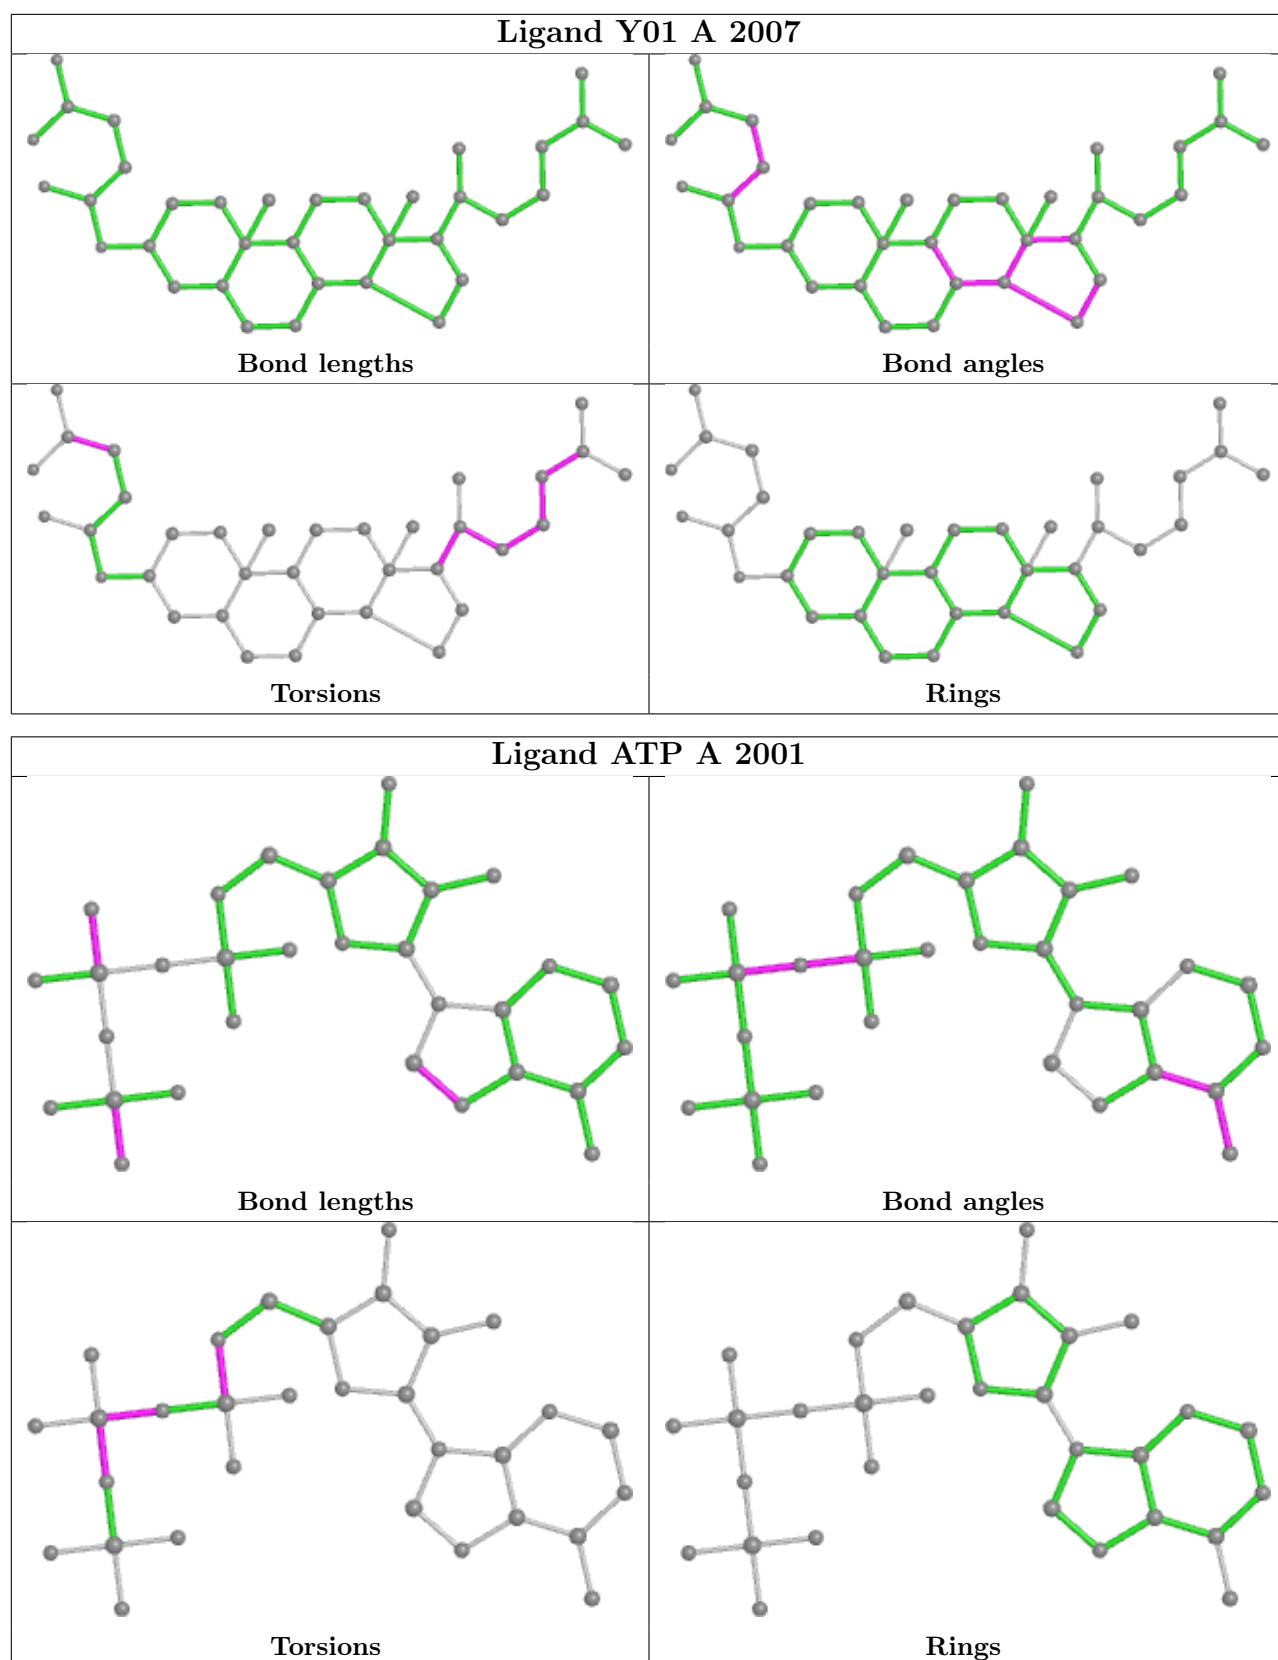 Ligand Y01 A 2007
Bond lengths
Bond angles
Torsions
Rings
Ligand ATP A 2001
Bond lengths
Bond angles
Torsions
Rings